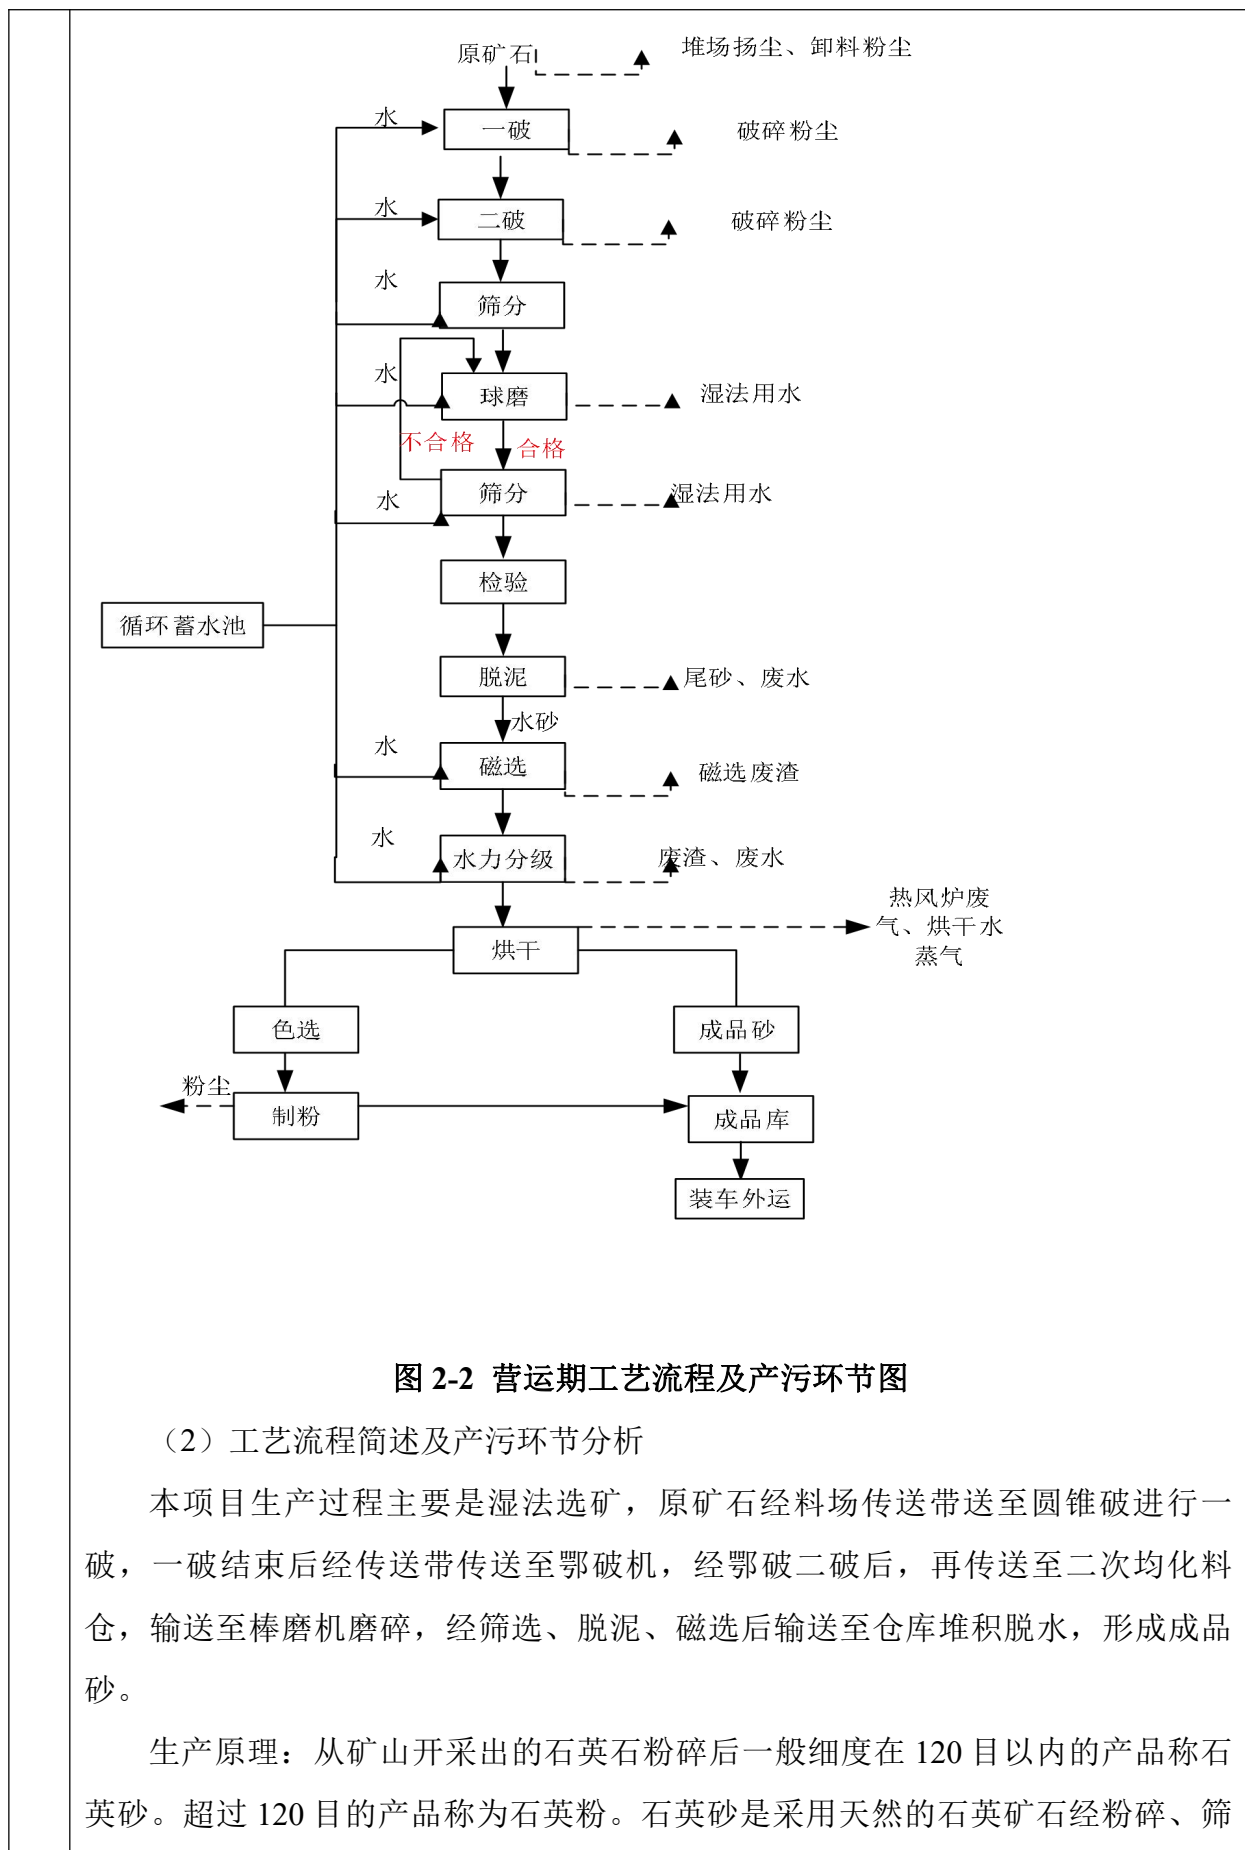 原矿石
堆场扬尘、卸料粉尘
水
一破
破碎粉尘
水
二破
破碎粉尘
水
筛分
水
球磨
湿法用水
不合格
合格
水
筛分
湿法用水
检验
循环蓄水池
脱泥
尾砂、废水
水砂
水
磁选
磁选废渣
水
水力分级
废渣、废水
热风炉废
气、烘干水
蒸气
烘干
色选
成品砂
粉尘
制粉
成品库
装车外运
图 2-2 营运期工艺流程及产污环节图
（2）工艺流程简述及产污环节分析
本项目生产过程主要是湿法选矿，原矿石经料场传送带送至圆锥破进行一
破，一破结束后经传送带传送至鄂破机，经鄂破二破后，再传送至二次均化料
仓，输送至棒磨机磨碎，经筛选、脱泥、磁选后输送至仓库堆积脱水，形成成品
砂。
生产原理：从矿山开采出的石英石粉碎后一般细度在 120 目以内的产品称石
英砂。超过 120 目的产品称为石英粉。石英砂是采用天然的石英矿石经粉碎、筛